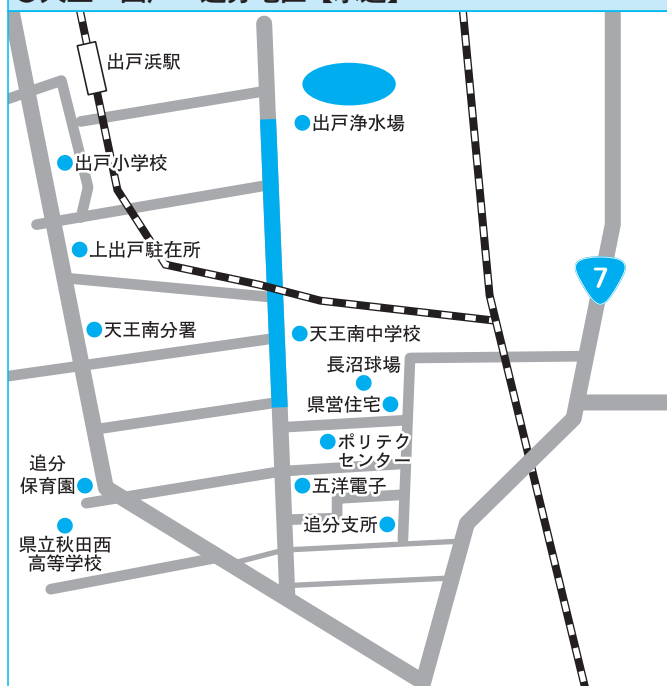 出戸浜駅
出戸浄水場
出戸小学校
上出戸駐在所
7
天王南分署
天王南中学校
長沼球場
県営住宅
ポリテク
センター
追分
保育園
五洋電子
追分支所
県立秋田西
高等学校